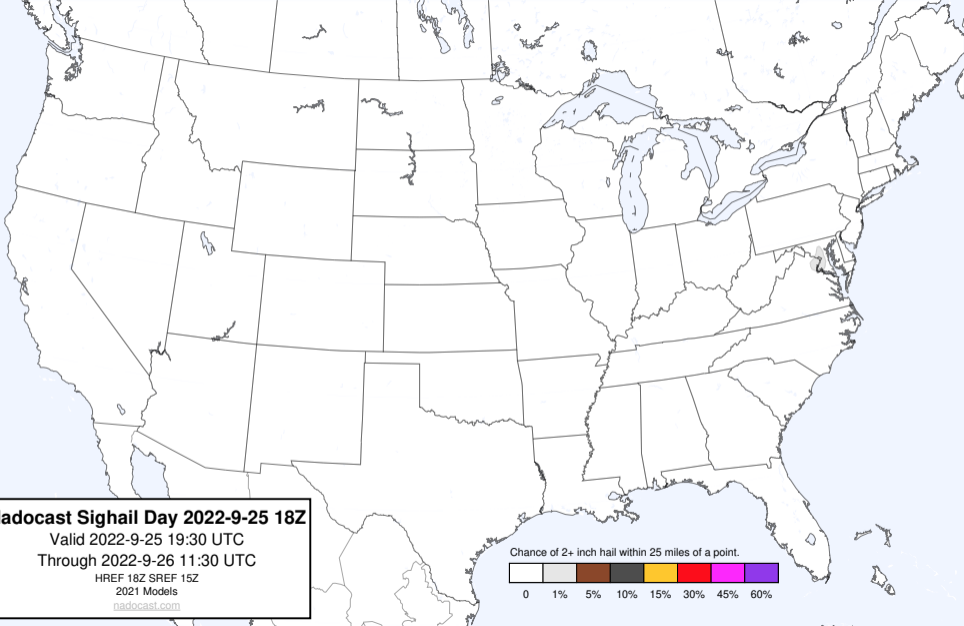 adocast Sighail Day 2022-9-25 18Z
Valid 2022-9-25 19:30 UTC
Through 2022-9-26 11:30 UTC
HREF 18Z SREF 15Z
2021 Models
nadocast.com
Chance of 2+ inch hail within 25 miles of a point.
0 1% 5% 10% 15% 30% 45% 60%